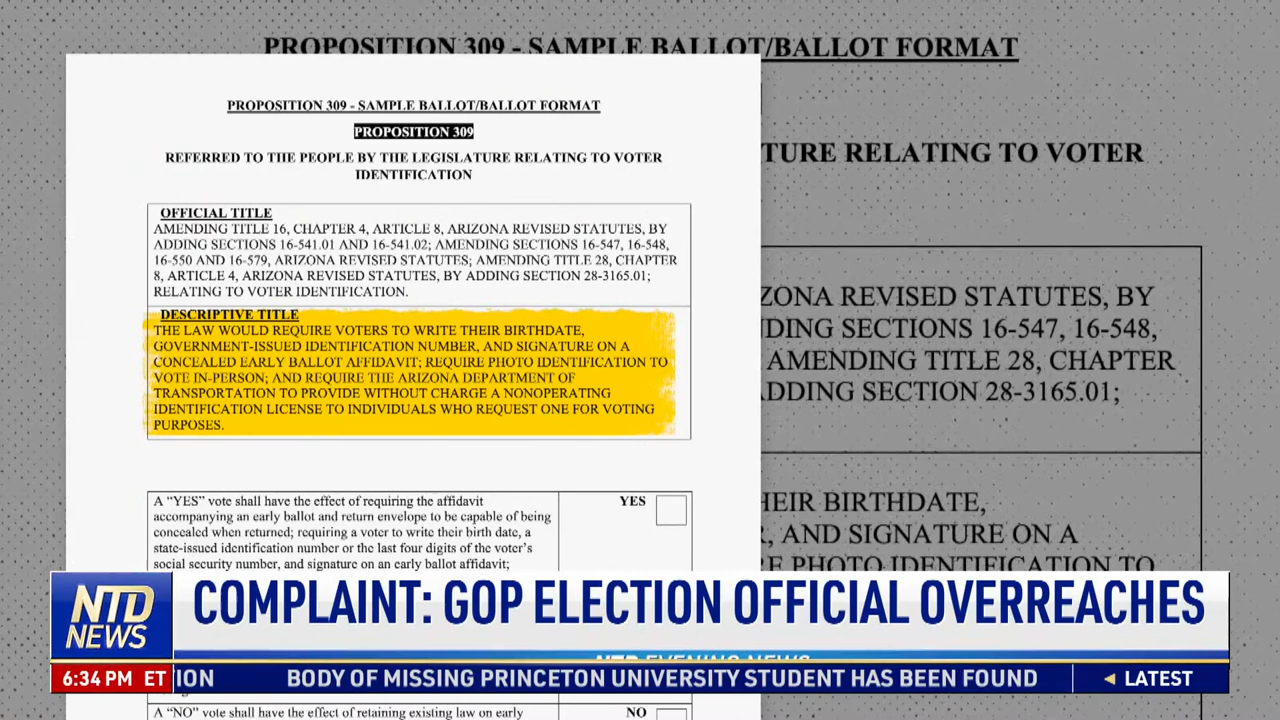 PROPOSITION 309 - SAMPLE BALLOT/BALLOT FORMAT
PROPOSITION 309 - SAMPLE BALLOT/BALLOT FORMAT
PROPOSITION 309
REFERRED TO THE PEOPLE BY THE LEGISLATURE RELATING TO VOTER
IDENTIFICATION
OFFICIAL TITLE
AMENDING TITLE 16, CHAPTER 4, ARTICLE 8, ARIZONA REVISED STATUTES, BY
ADDING SECTIONS 16-541.01 AND 16-541.02; AMENDING SECTIONS 16-547, 16-548,
16-550 AND 16-579, ARIZONA REVISED STATUTES; AMENDING TITLE 28, CHAPTER
8, ARTICLE 4, ARIZONA REVISED STATUTES, BY ADDING SECTION 28-3165.01;
RELATING TO VOTER IDENTIFICATION.
DESCRIPTIVE TITLE
THE LAW WOULD REQUIRE VOTERS TO WRITE THEIR BIRTHDATE,
GOVERNMENT-ISSUED IDENTIFICATION NUMBER, AND SIGNATURE ON A
CONCEALED EARLY BALLOT AFFIDAVIT; REQUIRE PHOTO IDENTIFICATION TO
VOTE IN-PERSON; AND REQUIRE THE ARIZONA DEPARTMENT OF
TRANSPORTATION TO PROVIDE WITHOUT CHARGE A NONOPERATING
IDENTIFICATION LICENSE TO INDIVIDUALS WHO REQUEST ONE FOR VOTING
PURPOSES.
A “YES” vote shall have the effect of requiring the affidavit
accompanying an early ballot and return envelope to be capable of being
concealed when returned; requiring a voter to write their birth date, a
state-issued identification number or the last four digits of the voter’s
social security number, and signature on an early ballot affidavit;
YES
A “NO” vote shall have the effect of retaining existing law on early
NO
TURE RELATING TO VOTER
ZONA REVISED STATUTES, BY
DING SECTIONS 16-547, 16-548,
AMENDING TITLE 28, CHAPTER
ADDING SECTION 28-3165.01;
HEIR BIRTHDATE,
R, AND SIGNATURE ON A
E PHOTO IDENTIFICATION TO
NTD
NEWS
COMPLAINT: GOP ELECTION OFFICIAL OVERREACHES
NTD EVENING NEWS
6:34 PM ET
TION
BODY OF MISSING PRINCETON UNIVERSITY STUDENT HAS BEEN FOUND
LATEST